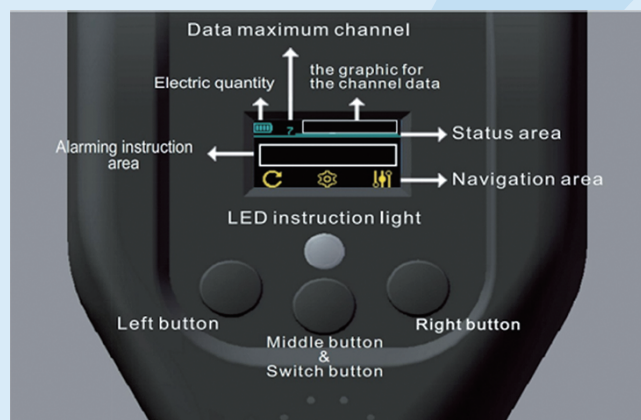 Data maximum channel
Electric quantity
the graphic for
the channel data
7
Status area
Alarming instruction
area
Navigation area
LED instruction light
Left button
Right button
Middle button
&
Switch button